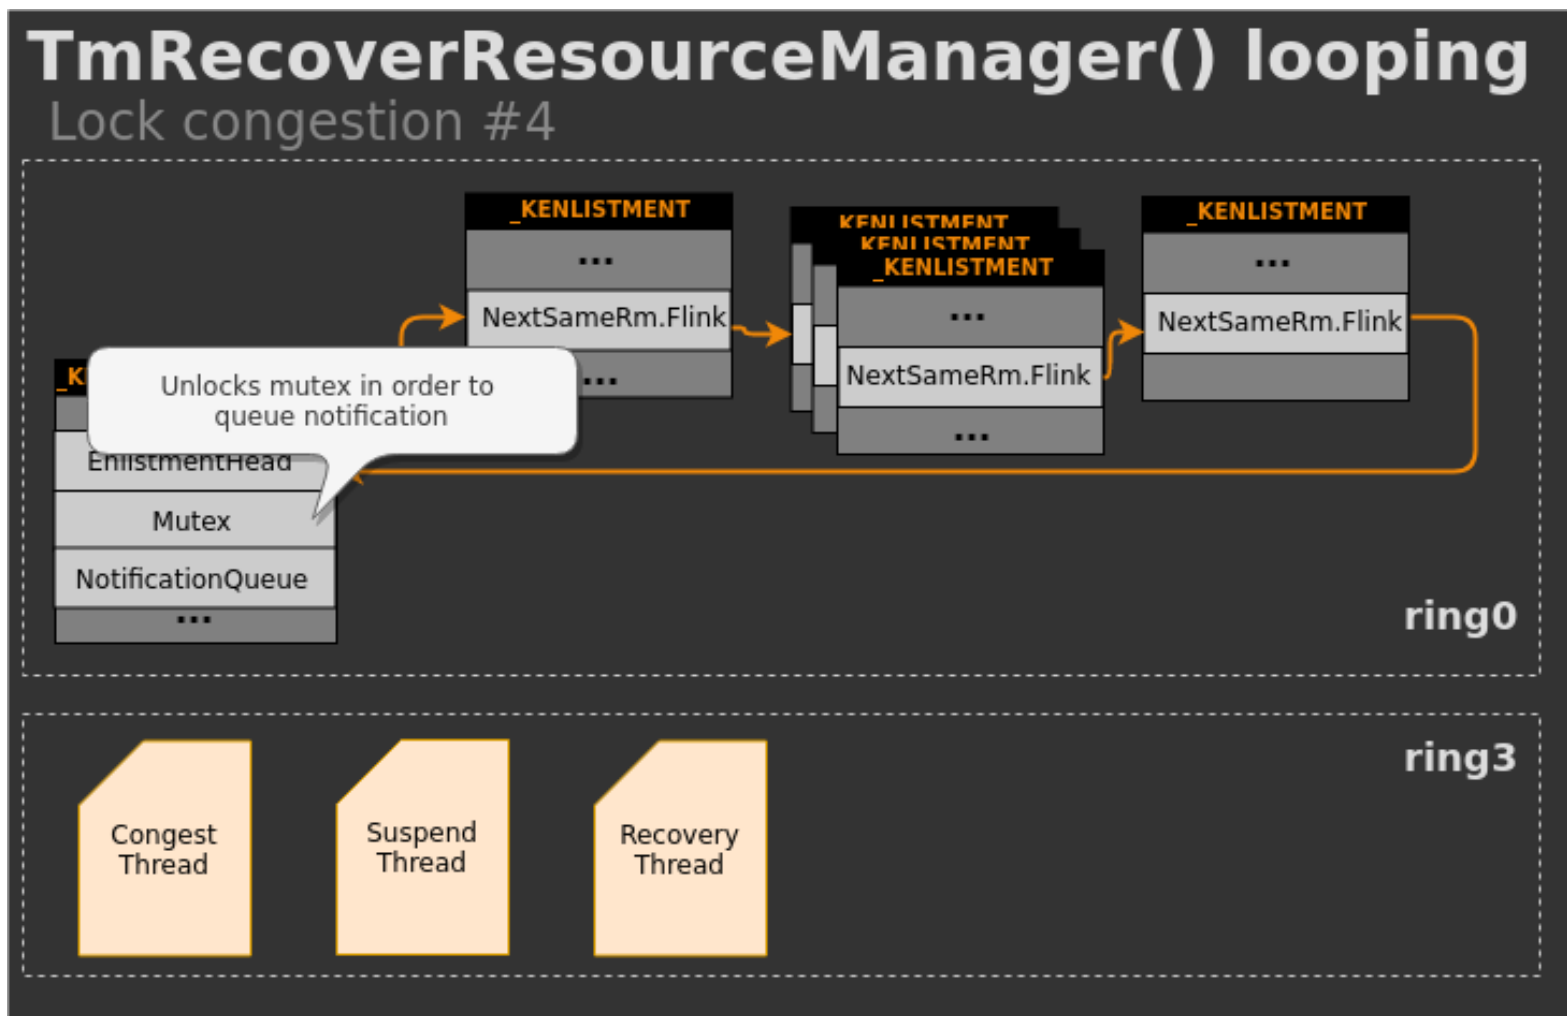 TmRecoverResourceManager() looping
Lock congestion #4
_KENLISTMENT
...
NextSameRm.Flink
...
KENLISTMENT
KENLISTMENT
_KENLISTMENT
...
NextSameRm.Flink
...
_KENLISTMENT
...
NextSameRm.Flink
_K
Unlocks mutex in order to
queue notification
EnlistmentHead
Mutex
NotificationQueue
...
ring0
ring3
Congest
Thread
Suspend
Thread
Recovery
Thread